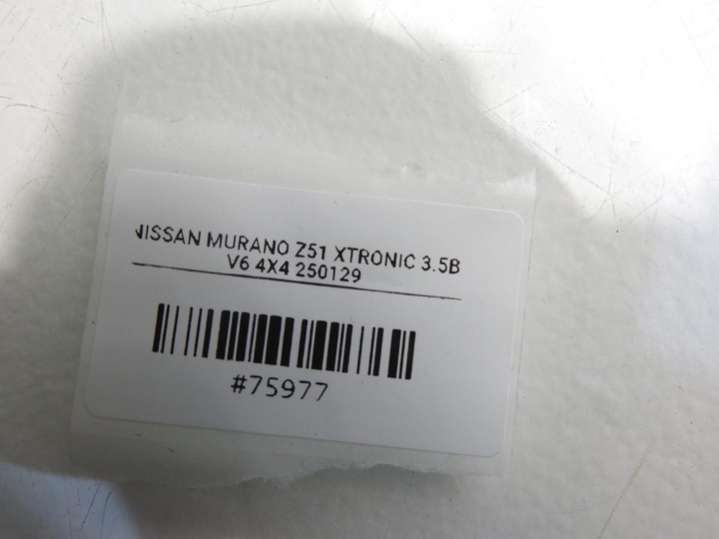 NISSAN MURANO Z51 XTRONIC 3.5B
V6 4X4 250129
#75977